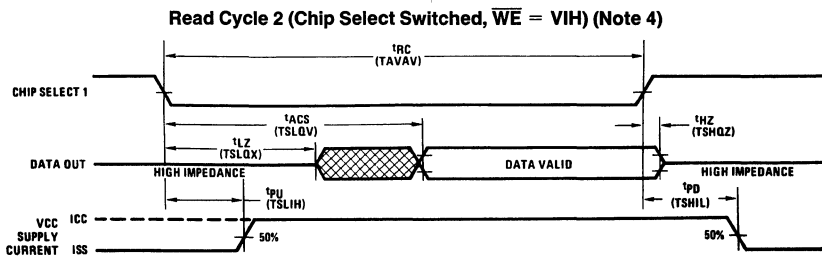 Read Cycle 2 (Chip Select Switched, W̅E̅ = VIH) (Note 4)
tRC
(TAVAV)
CHIP SELECT 1
tACS
(TSLQV)
tLZ
(TSLQX)
tHZ
(TSHQZ)
DATA OUT
HIGH IMPEDANCE
DATA VALID
HIGH IMPEDANCE
tPU
(TSLIH)
tPD
(TSHIL)
VCC
SUPPLY
CURRENT
ICC
ISS
50%
50%